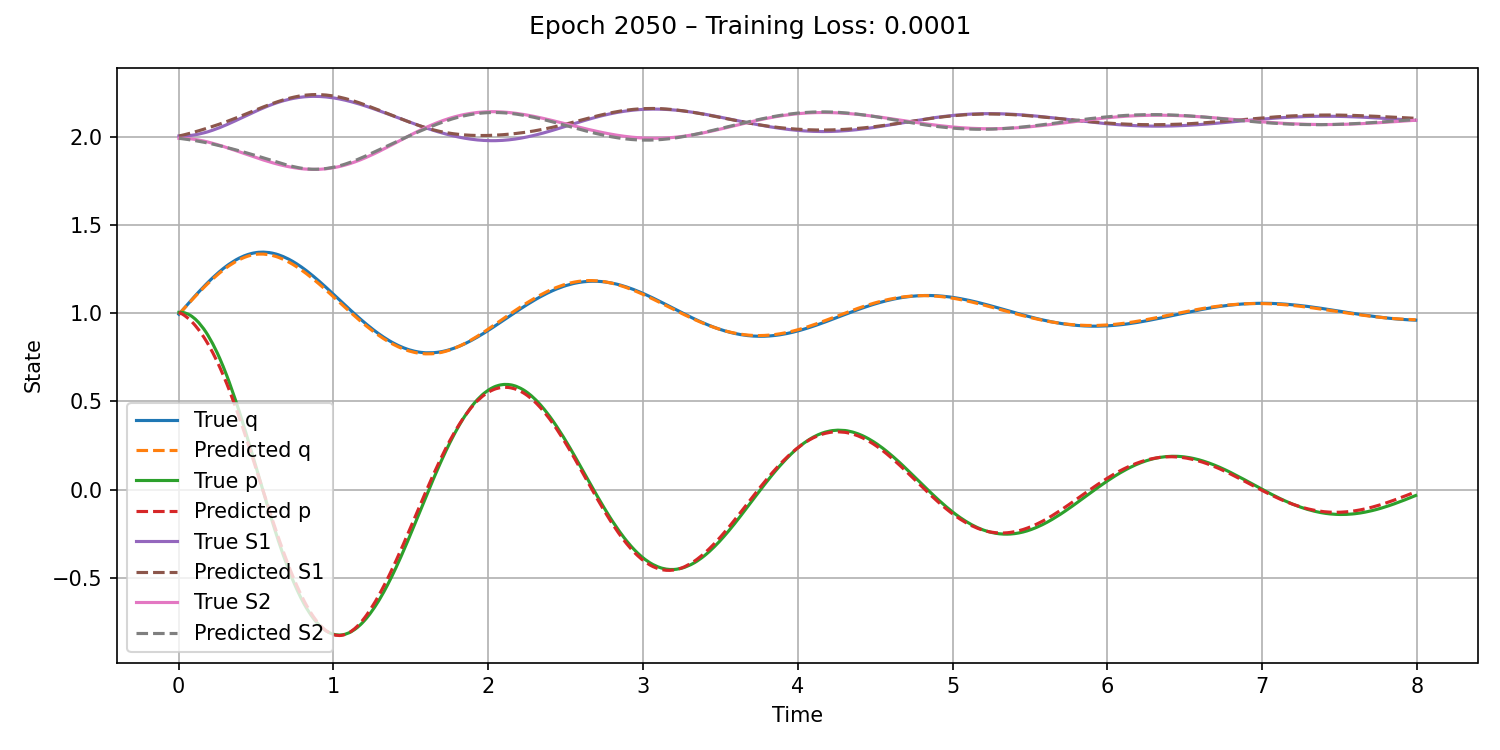 Epoch 2050 – Training Loss: 0.0001
State
2.0
1.5
1.0
0.5
0.0
−0.5
True q
Predicted q
True p
Predicted p
True S1
Predicted S1
True S2
Predicted S2
0 1 2 3 4 5 6 7 8
Time